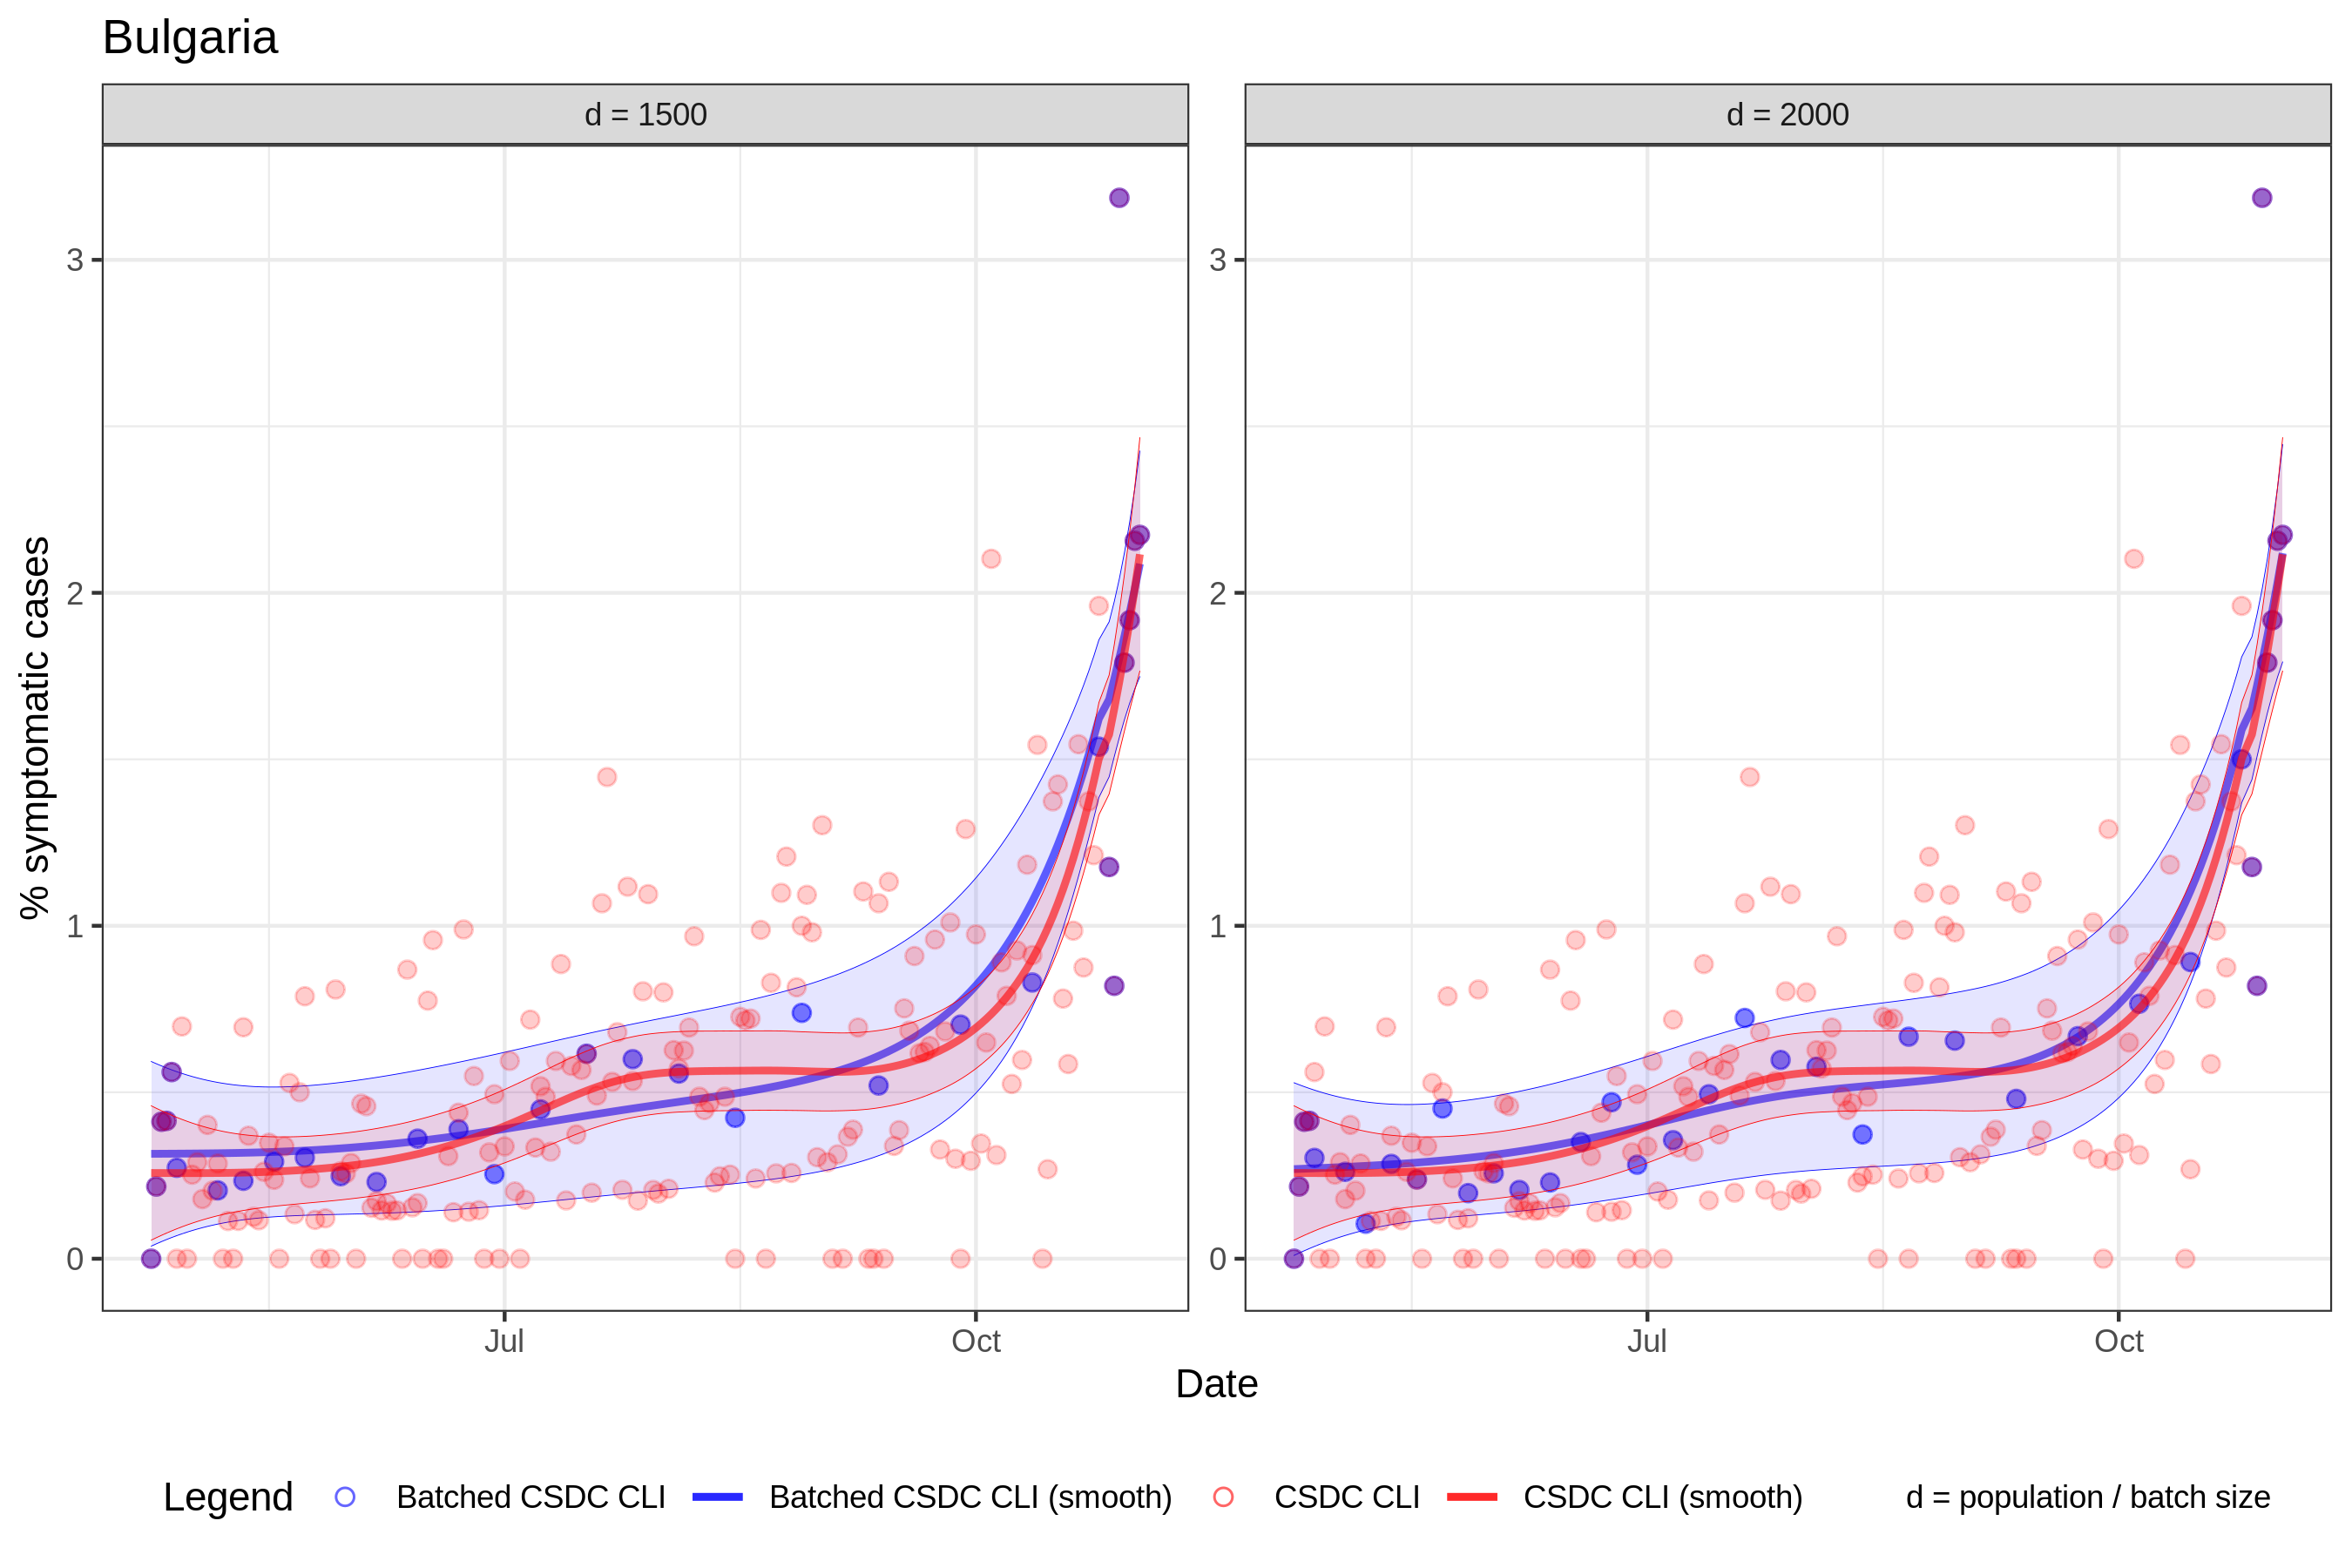 Bulgaria
d = 1500
d = 2000
% symptomatic cases
3
2
1
0
3
2
1
0
Jul
Oct
Jul
Oct
Date
Legend
Batched CSDC CLI
Batched CSDC CLI (smooth)
CSDC CLI
CSDC CLI (smooth)
d = population / batch size